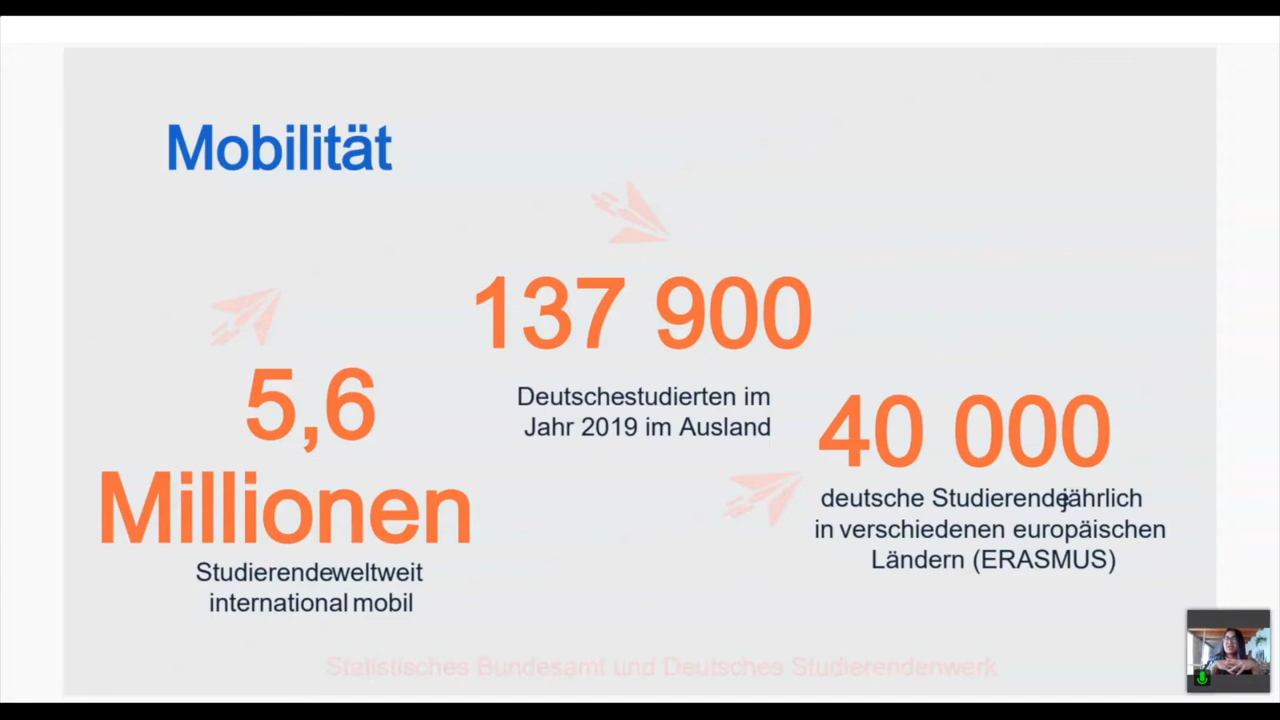 Mobilität
137 900
Deutschestudierten im
Jahr 2019 im Ausland
5,6
Millionen
Studierendeweltweit
international mobil
40 000
deutsche Studierendejährlich
in verschiedenen europäischen
Ländern (ERASMUS)
Statistisches Bundesamt und Deutsches Studierendenwerk